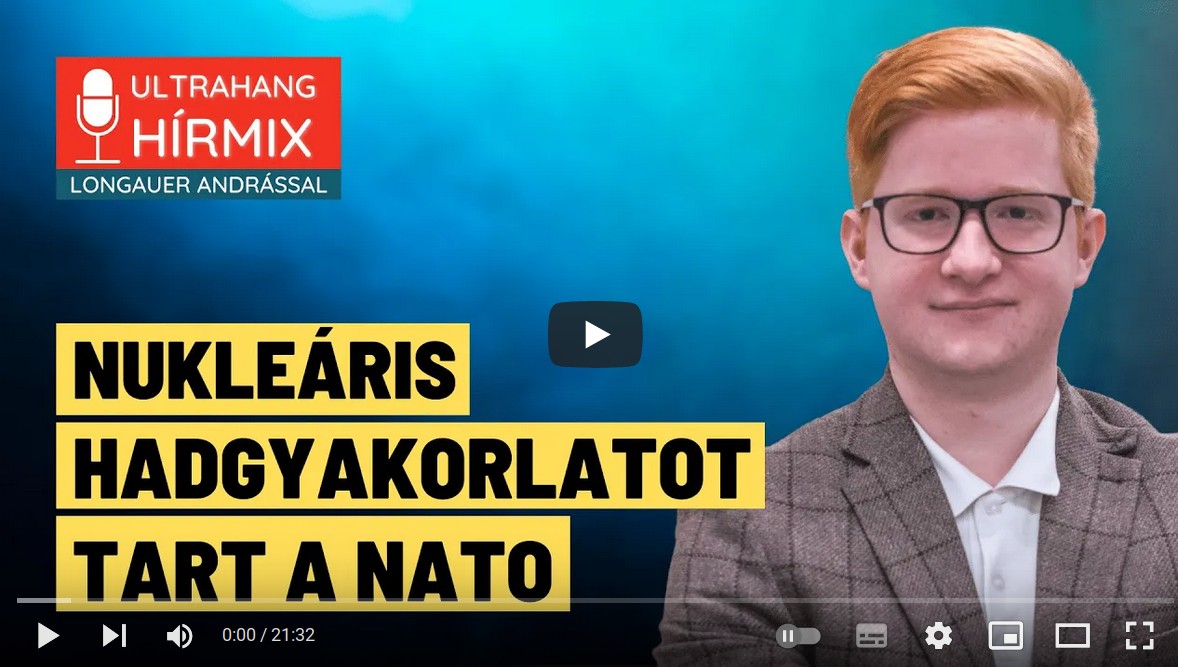 ULTRAHANG
HÍRMIX
LONGAUER ANDRÁSSAL
NUKLEÁRIS
HADGYAKORLATOT
TART A NATO
0:00 / 21:32